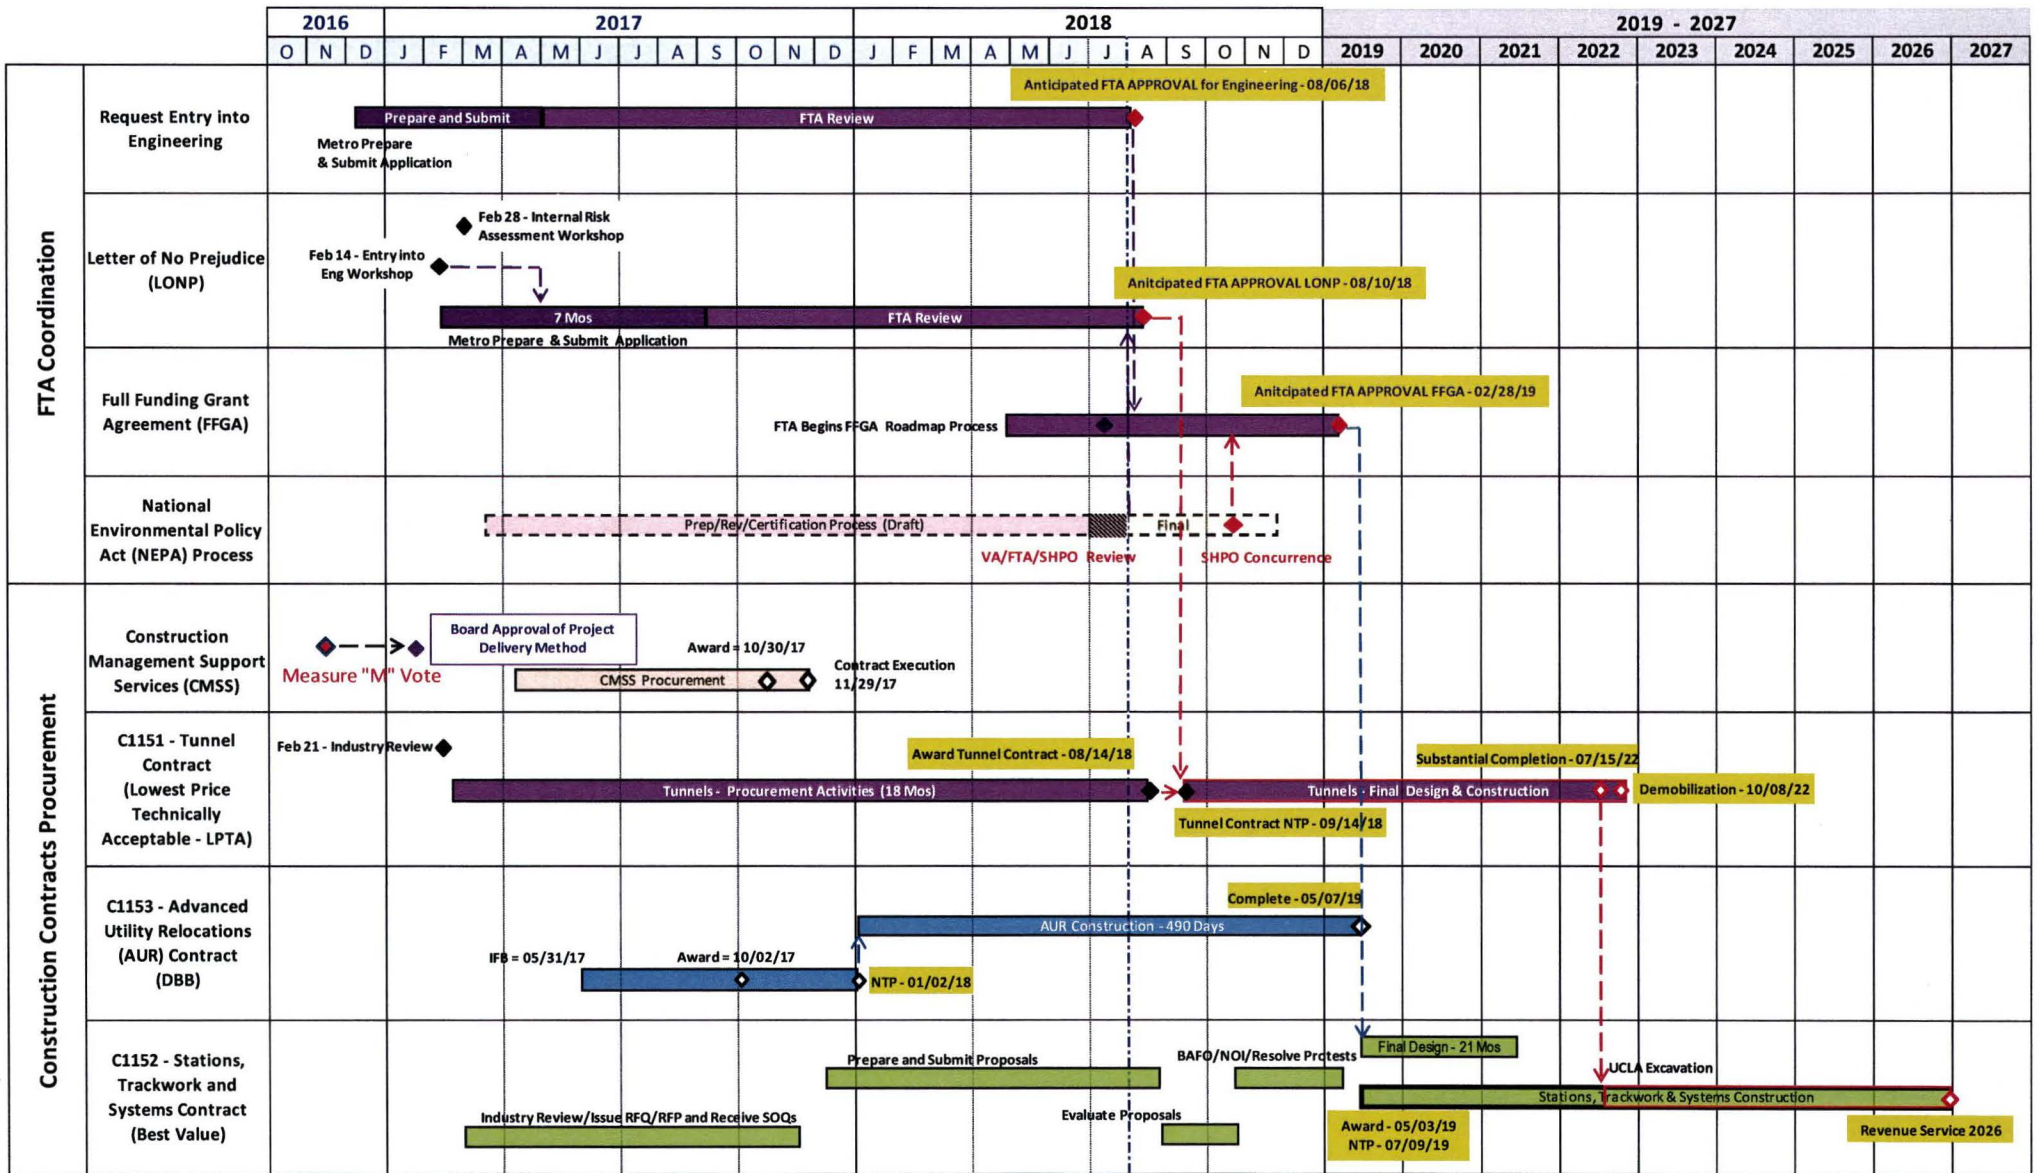 2016
2017
2018
2019 - 2027
O N D J F M A M J J A S O N D J F M A M J J A S O N D 2019 2020 2021 2022 2023 2024 2025 2026 2027
FTA Coordination
Request Entry into
Engineering
Anticipated FTA APPROVAL for Engineering - 08/06/18
Prepare and Submit
FTA Review
Metro Prepare
& Submit Application
Letter of No Prejudice
(LONP)
Feb 28 - Internal Risk
Assessment Workshop
Feb 14 - Entry into
Eng Workshop
Anitcipated FTA APPROVAL LONP - 08/10/18
7 Mos
FTA Review
Metro Prepare & Submit Application
Full Funding Grant
Agreement (FFGA)
Anitcipated FTA APPROVAL FFGA - 02/28/19
FTA Begins FFGA Roadmap Process
National
Environmental Policy
Act (NEPA) Process
Prep/Rev/Certification Process (Draft)
Final
VA/FTA/SHPO Review
SHPO Concurrence
Construction Contracts Procurement
Construction
Management Support
Services (CMSS)
Measure "M" Vote
Board Approval of Project
Delivery Method
Award = 10/30/17
CMSS Procurement
Contract Execution
11/29/17
C1151 - Tunnel
Contract
(Lowest Price
Technically
Acceptable - LPTA)
Feb 21 - Industry Review
Award Tunnel Contract - 08/14/18
Substantial Completion - 07/15/22
Tunnels - Procurement Activities (18 Mos)
Tunnels - Final Design & Construction
Demobilization - 10/08/22
Tunnel Contract NTP - 09/14/18
C1153 - Advanced
Utility Relocations
(AUR) Contract
(DBB)
Complete - 05/07/19
AUR Construction - 490 Days
IFB = 05/31/17
Award = 10/02/17
NTP - 01/02/18
C1152 - Stations,
Trackwork and
Systems Contract
(Best Value)
Final Design - 21 Mos
Prepare and Submit Proposals
BAFO/NOI/Resolve Protests
UCLA Excavation
Stations, Trackwork & Systems Construction
Industry Review/Issue RFQ/RFP and Receive SOQs
Evaluate Proposals
Award - 05/03/19
NTP - 07/09/19
Revenue Service 2026